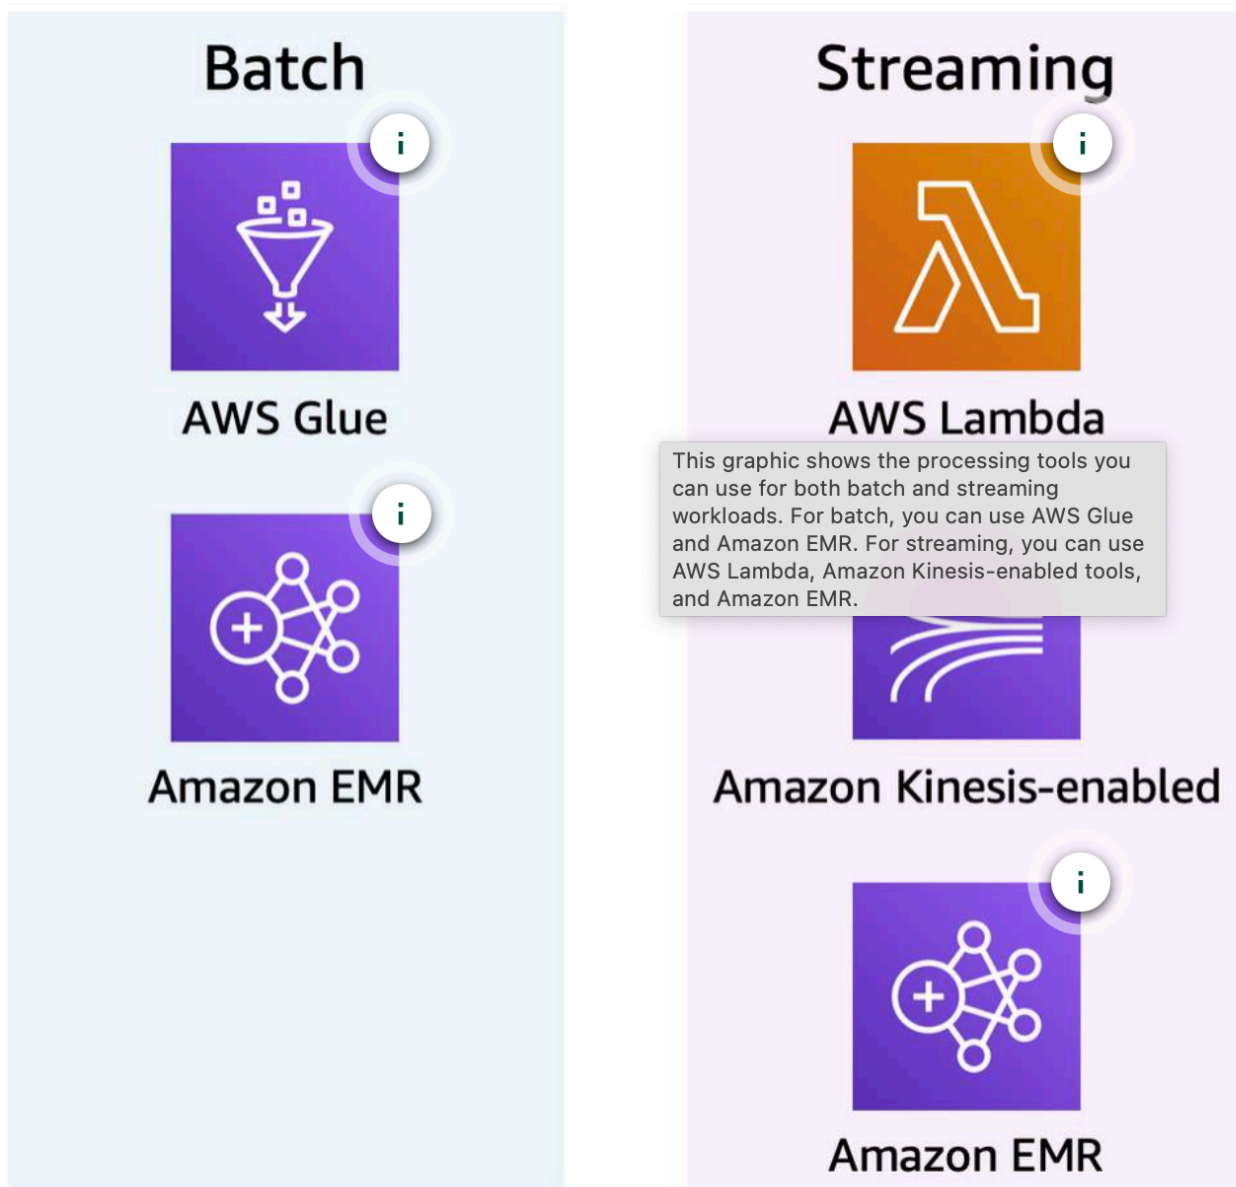 Batch
i
AWS Glue
i
Amazon EMR
Streaming
i
AWS Lambda
This graphic shows the processing tools you
can use for both batch and streaming
workloads. For batch, you can use AWS Glue
and Amazon EMR. For streaming, you can use
AWS Lambda, Amazon Kinesis-enabled tools,
and Amazon EMR.
Amazon Kinesis-enabled
i
Amazon EMR